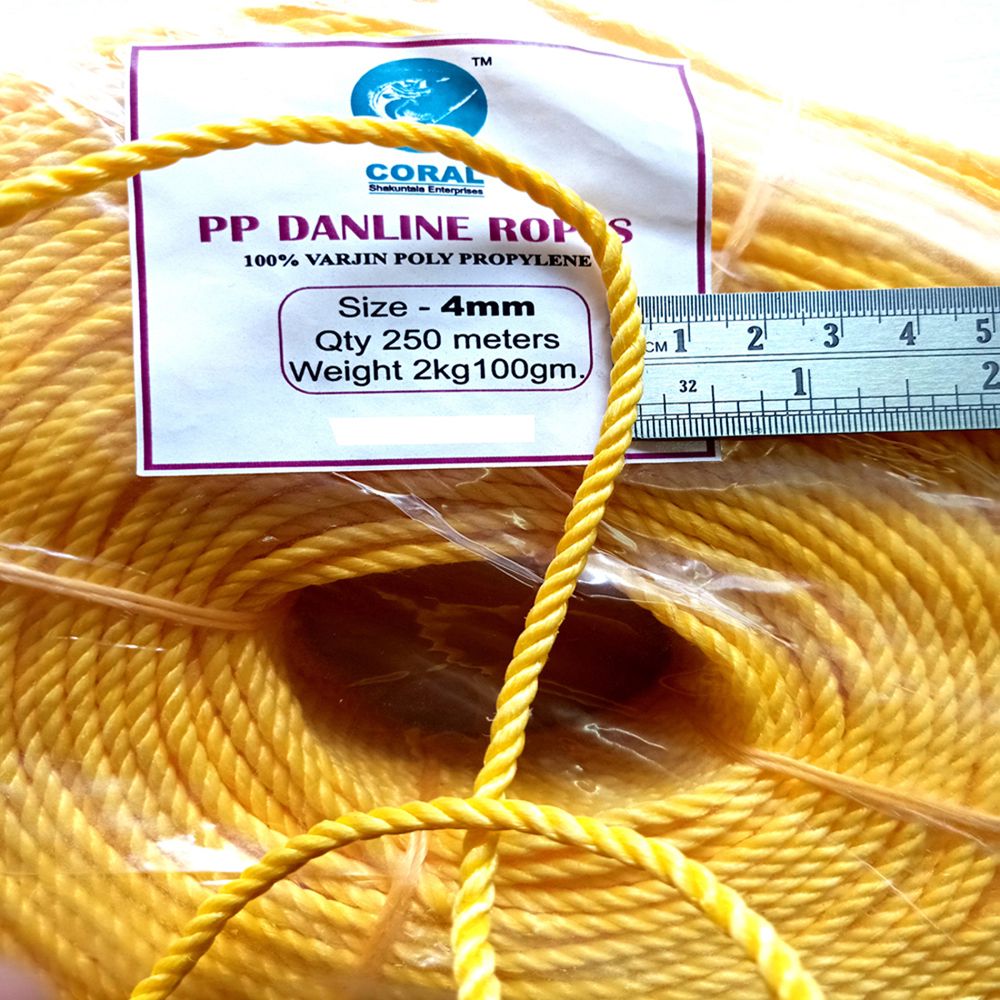 TM
CORAL
Shakuntala Enterprises
PP DANLINE ROPES
100% VARJIN POLY PROPYLENE
Size - 4mm
Qty 250 meters
Weight 2kg100gm.
CM 1 2 3 4 5
32 1 2